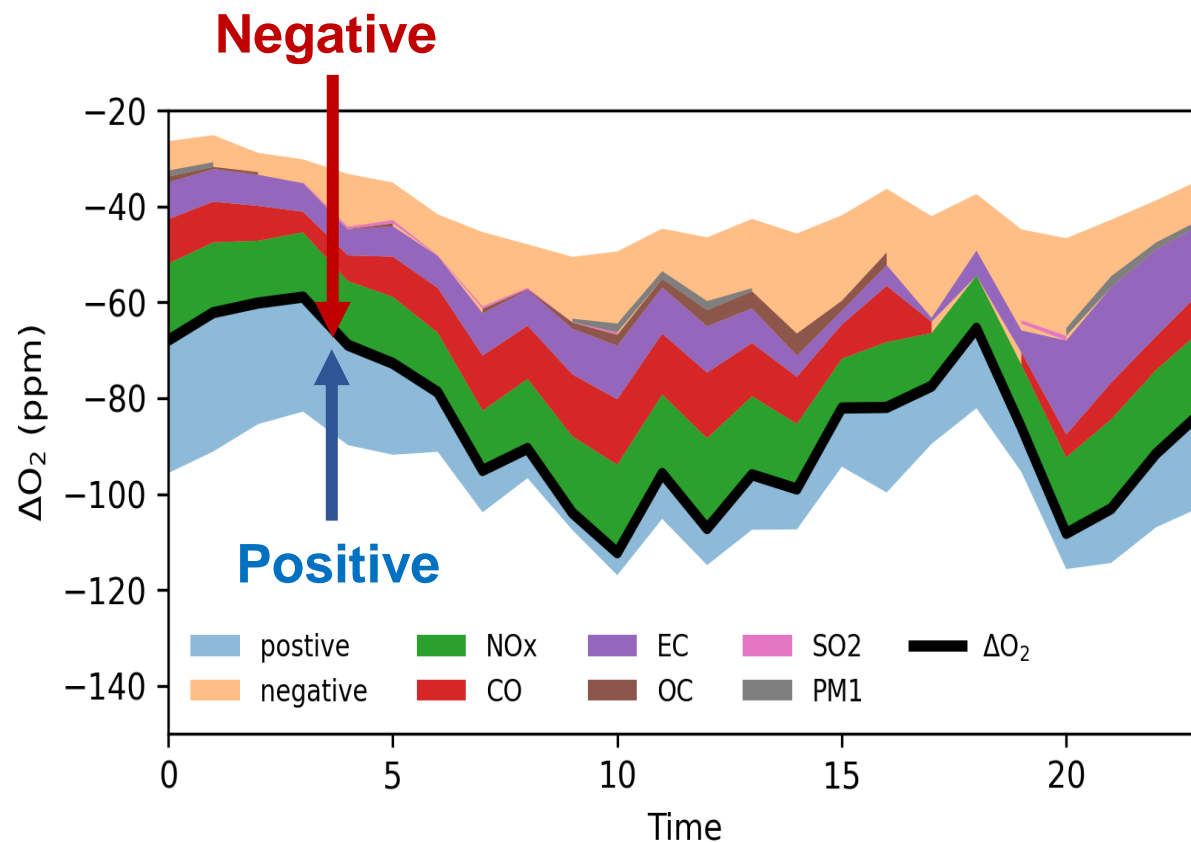 Negative
−20
−40
−60
−80
−100
−120
−140
ΔO₂ (ppm)
Positive
postive NOx EC SO2 ΔO₂
negative CO OC PM1
0 5 10 15 20
Time